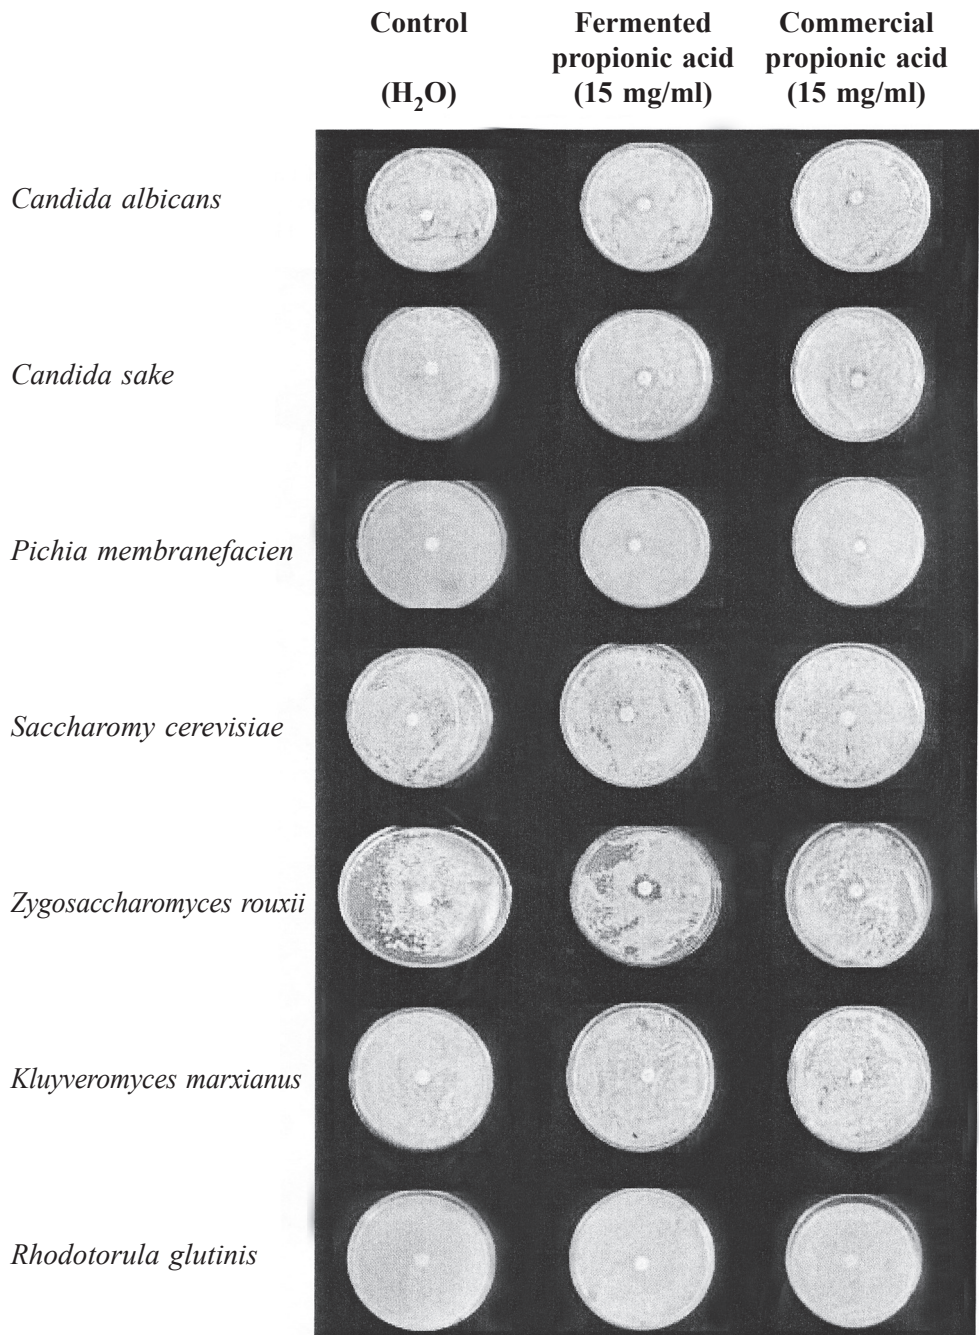 Control
Fermented
propionic acid
(15 mg/ml)
Commercial
propionic acid
(15 mg/ml)
(H₂O)
Candida albicans
Candida sake
Pichia membranefacien
Saccharomy cerevisiae
Zygosaccharomyces rouxii
Kluyveromyces marxianus
Rhodotorula glutinis